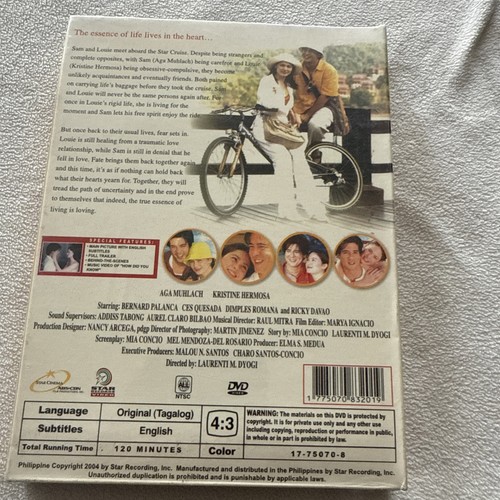 The essence of life lives in the heart...
Sam and Louie meet aboard the Star Cruise. Despite being strangers and
complete opposites, with Sam (Aga Muhlach) being carefree and Louie
(Kristine Hermosa) being obsessive-compulsive, they become
unlikely acquaintances and eventually friends. Both pained
on carrying life's baggage before they took the cruise, Sam
and Louie will never be the same persons again after. For
once in Louie's rigid life, she is living for the
moment and Sam lets his free spirit enjoy the ride.
But once back to their usual lives, fear sets in.
Louie is still healing from a traumatic love
relationship, while Sam is still in denial that he
fell in love. Fate brings them back together again
and this time, it's as if nothing can hold back
what their hearts yearn for. Together, they will
tread the path of uncertainty and in the end prove
to themselves that indeed, the true essence of
living is loving.
SPECIAL FEATURES:
• MAIN PICTURE WITH ENGLISH
SUBTITLES
• FULL TRAILER
• BEHIND-THE-SCENES
• MUSIC VIDEO OF "HOW DID YOU
KNOW"
AGA MUHLACH KRISTINE HERMOSA
Starring: BERNARD PALANCA CES QUESADA DIMPLES ROMANA and RICKY DAVAO
Sound Supervisors: ADDISS TABONG AUREL CLARO BILBAO Musical Director: RAUL MITRA Film Editor: MARYA IGNACIO
Production Designer: NANCY ARCEGA, pdgp Director of Photography: MARTIN JIMENEZ Story by: MIA CONCIO LAURENTI M. DYOGI
Screenplay: MIA CONCIO MEL MENDOZA-DEL ROSARIO Producer: ELMA S. MEDUA
Executive Producers: MALOU N. SANTOS CHARO SANTOS-CONCIO
Directed by: LAURENTI M. DYOGI
Star Cinema
ABS-CBN
STAR
VIDEO
ALL
NTSC
DVD
1 775070 832019
Language Original (Tagalog)
Subtitles English
Total Running Time 120 MINUTES
4:3
Color
WARNING: The materials on this DVD is protected by
copyright. It is for private use only and any other use
including copying, reproduction or performance in public,
in whole or in part is prohibited by law.
17-75070-8
Philippine Copyright 2004 by Star Recording, Inc. Manufactured and distributed in the Philippines by Star Recording, Inc.
Unauthorized duplication is prohibited and is punishable by law.